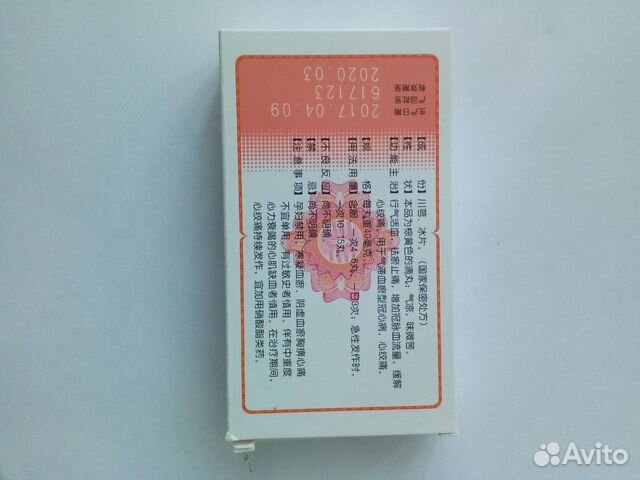 【成　　份】川芎、冰片。（国家保密处方）
【性　　状】本品为棕黄色的滴丸；气凉，味微苦。
【功能主治】行气活血，祛瘀止痛，增加冠脉血流量，缓解
心绞痛。用于气滞血瘀型冠心病，心绞痛。
【规　　格】每丸重40毫克
【用法用量】含服，一次4-6丸，一日3次；急性发作时，
一次10-15丸。
【不良反应】尚不明确。
【禁　　忌】尚不明确。
【注意事项】孕妇禁用。寒凝血瘀、阴虚血瘀胸痹心痛
不宜单用。有过敏史者慎用。伴有中重度
心力衰竭的心肌缺血者慎用。在治疗期间，
心绞痛持续发作，宜加用硝酸酯类药。
生产日期 2017.04.09
产品批号 617123
有效期至 2020.03
Avito